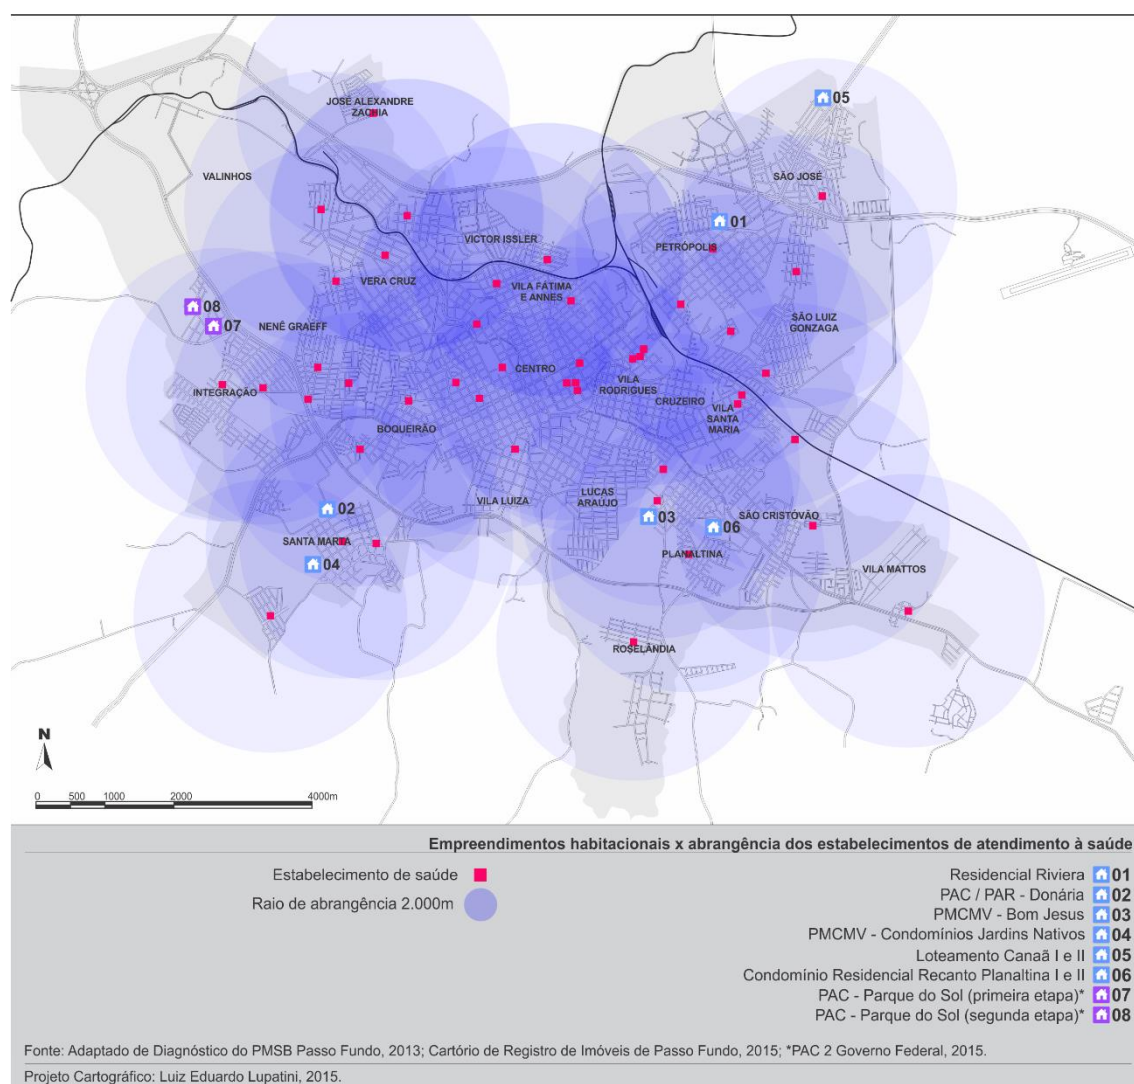 05
JOSÉ ALEXANDRE
ZACHIA
VALINHOS
SÃO JOSÉ
01
VICTOR ISSLER
PETRÓPOLIS
VERA CRUZ
VILA FÁTIMA
E ANNES
08
07
NENÊ GRAEFF
SÃO LUIZ
GONZAGA
CENTRO
VILA
RODRIGUES
INTEGRAÇÃO
CRUZEIRO
VILA
SANTA
MARIA
BOQUEIRÃO
VILA LUIZA
LUCAS
ARAUJO
02
03
SÃO CRISTÓVÃO
06
SANTA MARTA
PLANALTINA
04
VILA MATTOS
ROSELÂNDIA
N
0 500 1000 2000 4000m
Empreendimentos habitacionais x abrangência dos estabelecimentos de atendimento à saúde
Estabelecimento de saúde
Raio de abrangência 2.000m
Residencial Riviera 01
PAC / PAR - Donária 02
PMCMV - Bom Jesus 03
PMCMV - Condomínios Jardins Nativos 04
Loteamento Canaã I e II 05
Condomínio Residencial Recanto Planaltina I e II 06
PAC - Parque do Sol (primeira etapa)* 07
PAC - Parque do Sol (segunda etapa)* 08
Fonte: Adaptado de Diagnóstico do PMSB Passo Fundo, 2013; Cartório de Registro de Imóveis de Passo Fundo, 2015; *PAC 2 Governo Federal, 2015.
Projeto Cartográfico: Luiz Eduardo Lupatini, 2015.